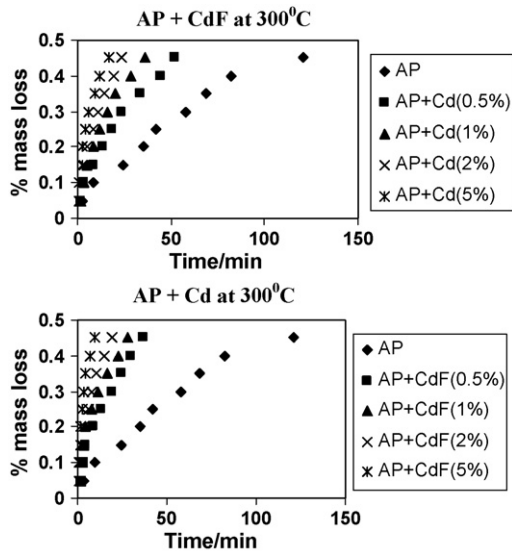 AP + CdF at 300⁰C
% mass loss
0.5
0.4
0.3
0.2
0.1
0
0 50 100 150
Time/min
AP
AP+Cd(0.5%)
AP+Cd(1%)
AP+Cd(2%)
AP+Cd(5%)
AP + Cd at 300⁰C
% mass loss
0.5
0.4
0.3
0.2
0.1
0
0 50 100 150
Time/min
AP
AP+CdF(0.5%)
AP+CdF(1%)
AP+CdF(2%)
AP+CdF(5%)